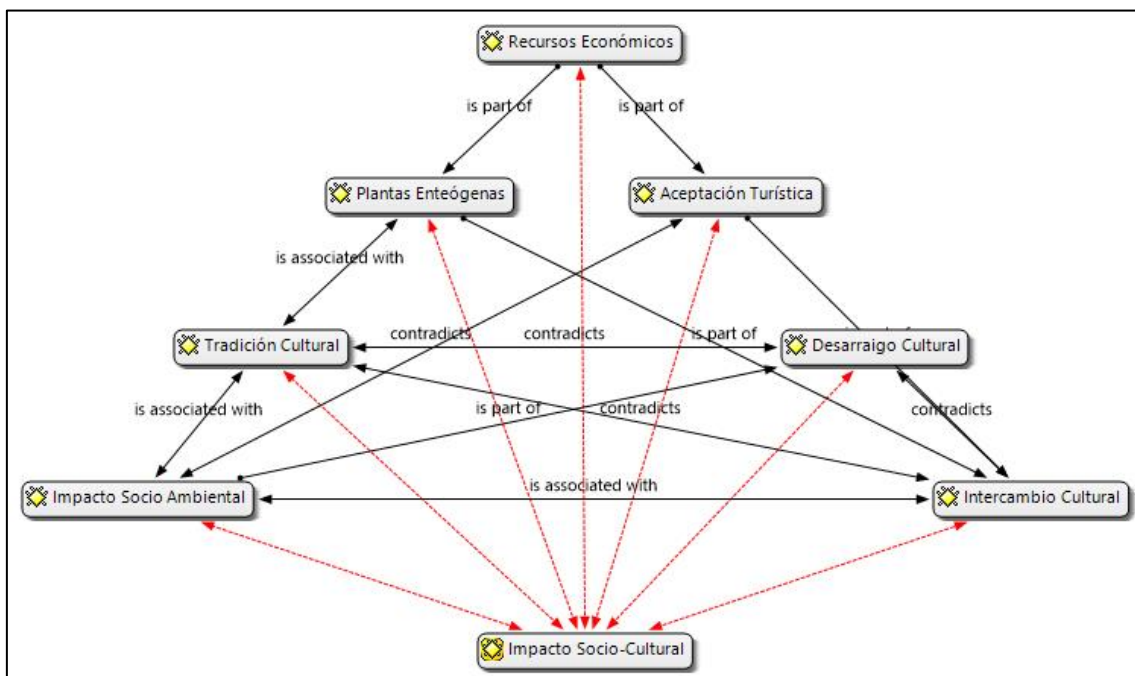 Recursos Económicos
is part of
is part of
Plantas Enteógenas
Aceptación Turística
is associated with
Tradición Cultural
contradicts
contradicts
is part of
Desarraigo Cultural
is associated with
is part of
contradicts
contradicts
Impacto Socio Ambiental
is associated with
Intercambio Cultural
Impacto Socio-Cultural